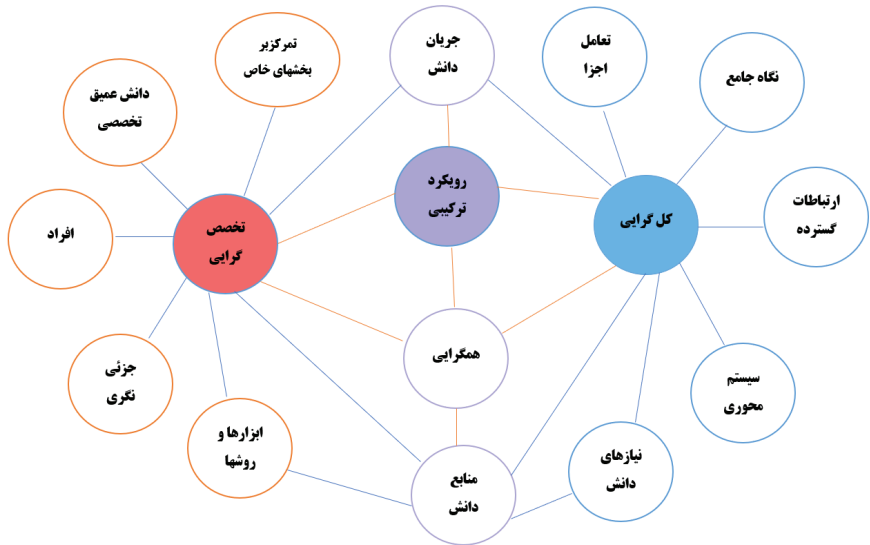 تمرکزبر
بخشهای خاص
جریان
دانش
تعامل
اجزا
نگاه جامع
دانش عمیق
تخصصی
رویکرد
ترکیبی
ارتباطات
گسترده
کل گرایی
تخصص
گرایی
افراد
همگرایی
جزئی
نگری
سیستم
محوری
ابزارها و
روشها
نیازهای
دانش
منابع
دانش